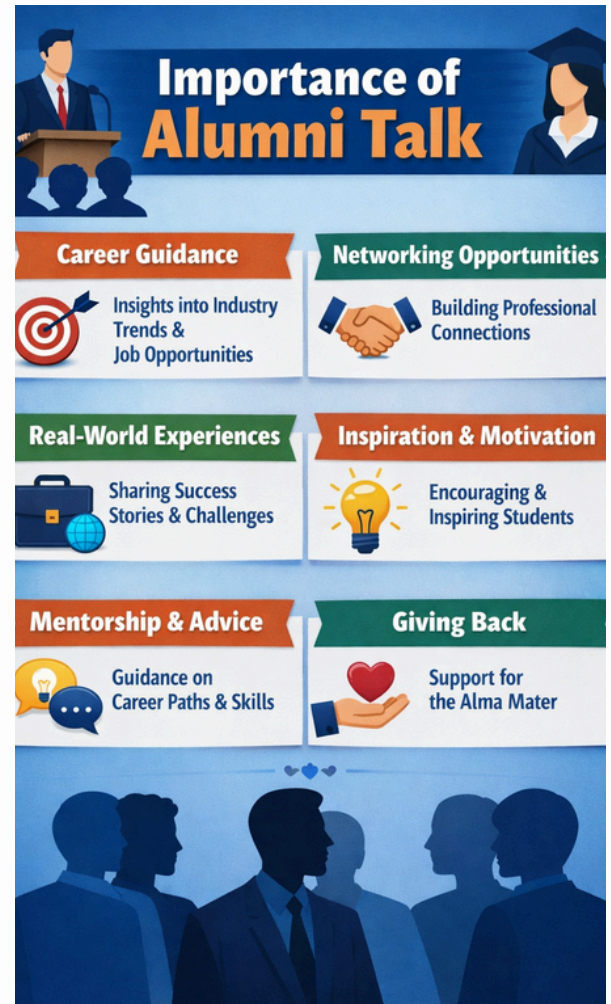 Importance of
Alumni Talk
Career Guidance
Insights into Industry
Trends &
Job Opportunities
Networking Opportunities
Building Professional
Connections
Real-World Experiences
Sharing Success
Stories & Challenges
Inspiration & Motivation
Encouraging &
Inspiring Students
Mentorship & Advice
Guidance on
Career Paths & Skills
Giving Back
Support for
the Alma Mater